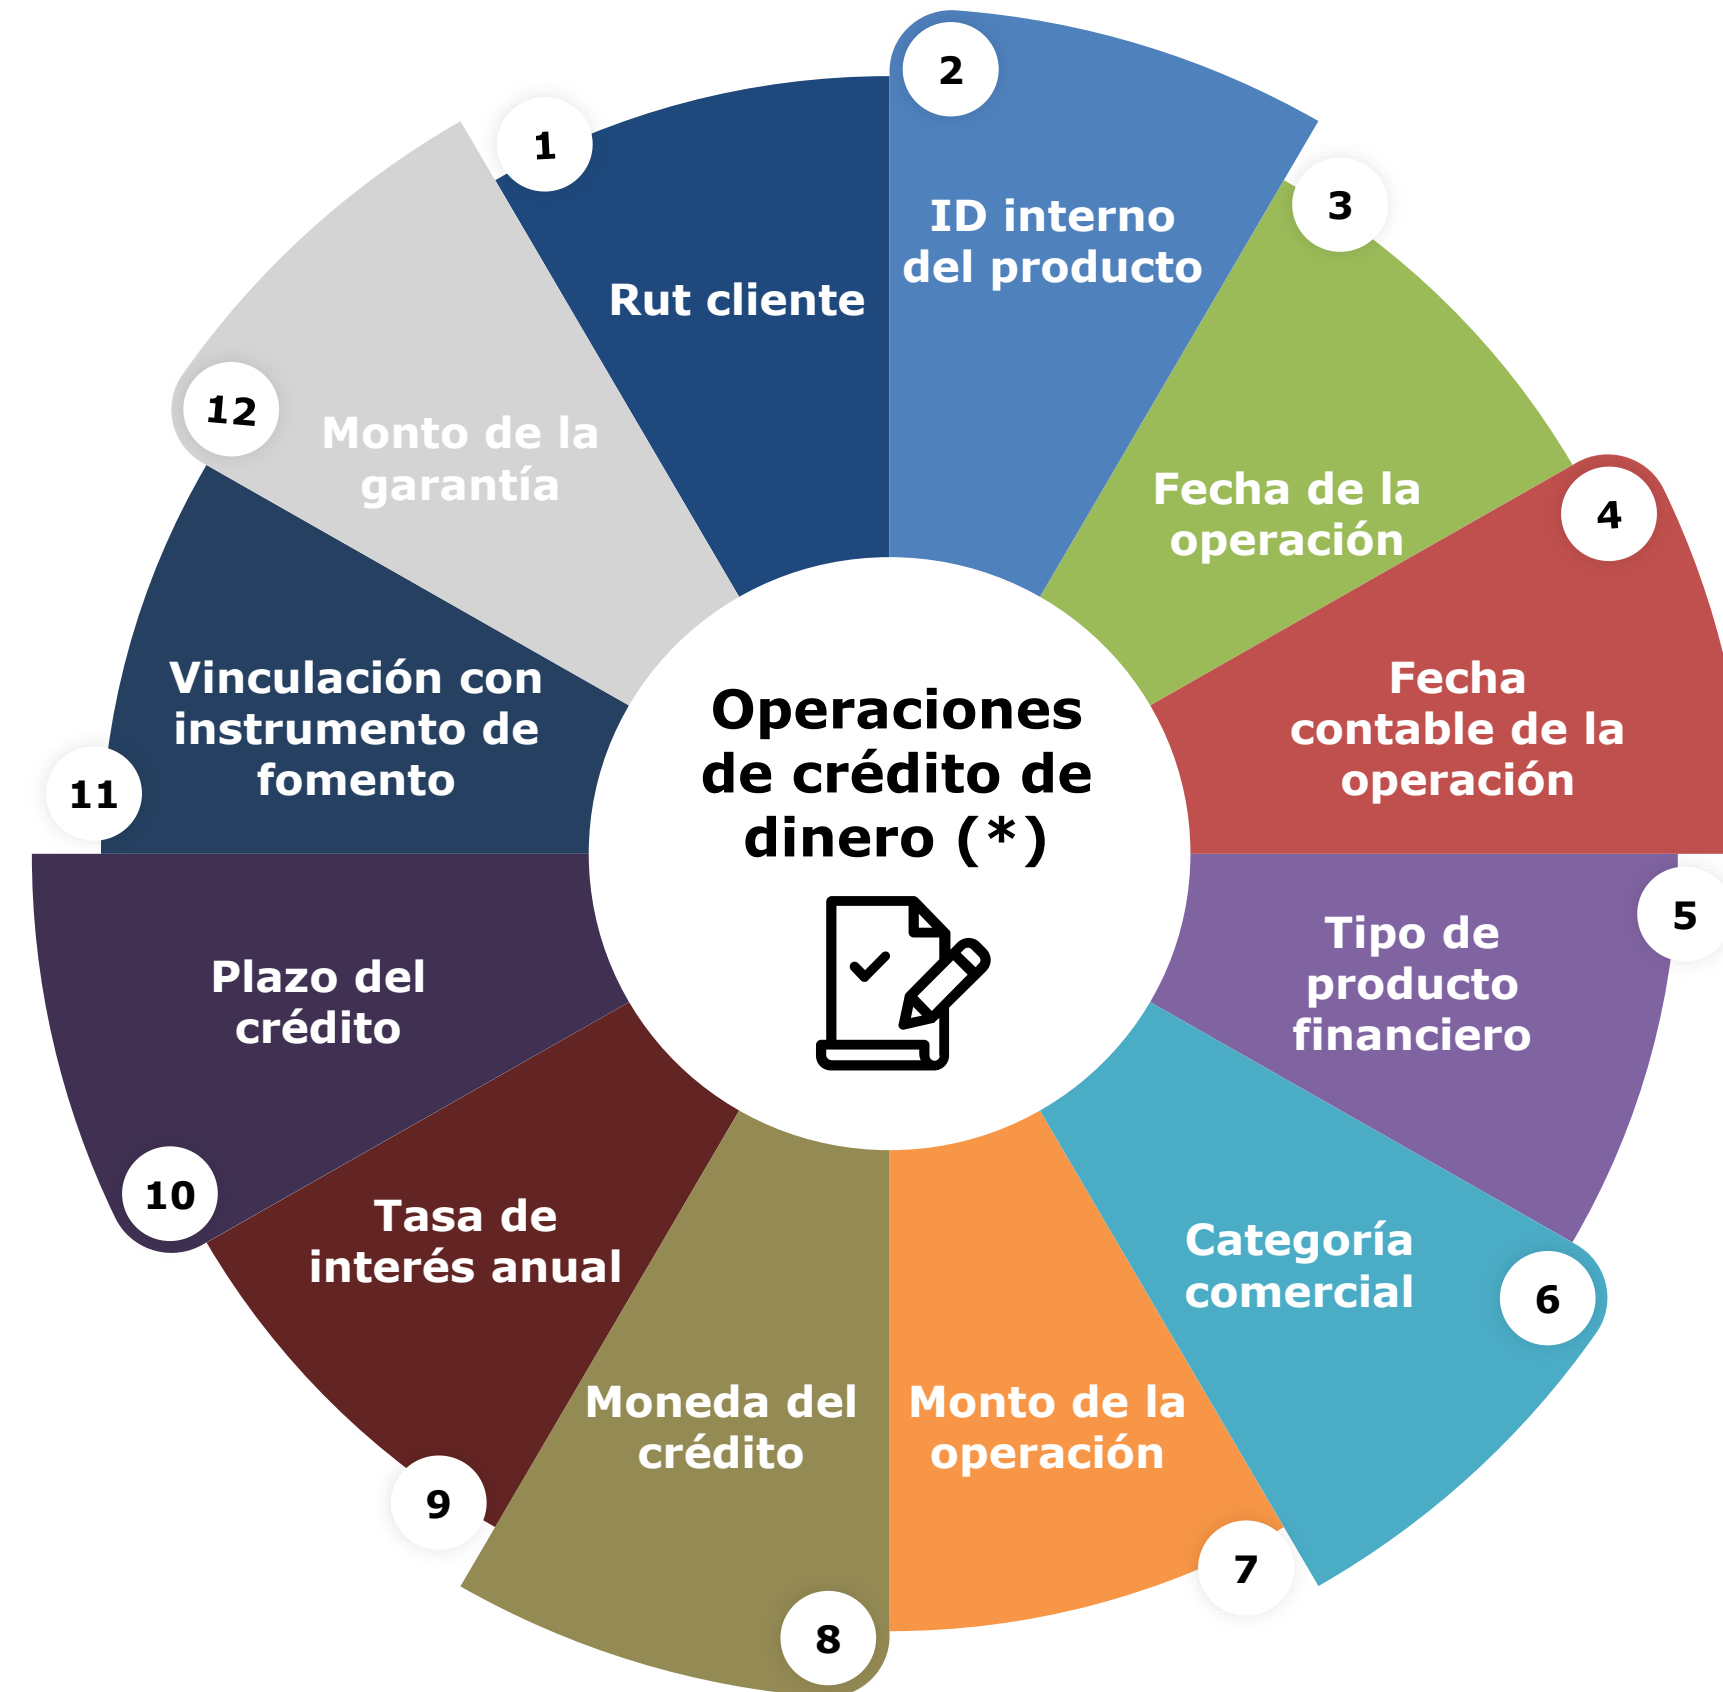 Operaciones
de crédito de
dinero (*)
1
Rut cliente
2
ID interno
del producto
3
Fecha de la
operación
4
Fecha
contable de la
operación
5
Tipo de
producto
financiero
6
Categoría
comercial
7
Monto de la
operación
8
Moneda del
crédito
9
Tasa de
interés anual
10
Plazo del
crédito
11
Vinculación con
instrumento de
fomento
12
Monto de la
garantía